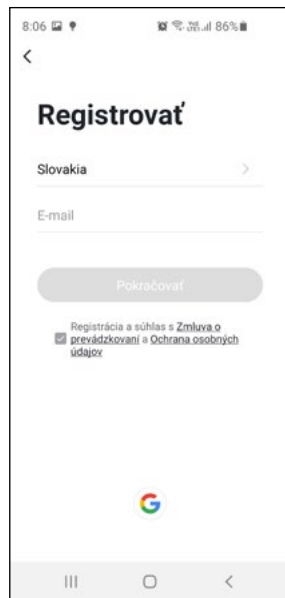 8:06 86%
Registrovať
Slovakia
E-mail
Pokračovať
Registrácia a súhlas s Zmluva o
prevádzkovaní a Ochrana osobných
údajov